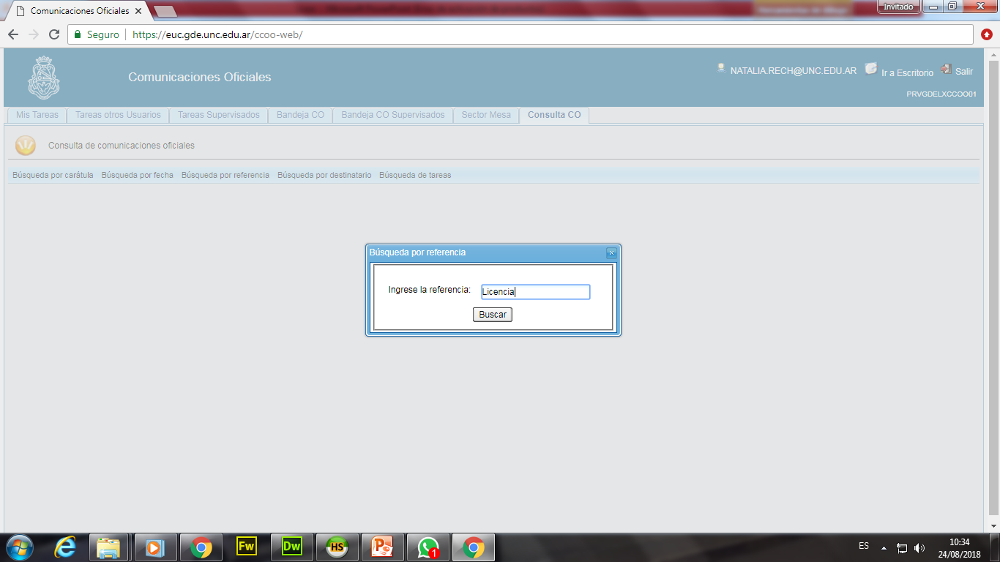 Comunicaciones Oficiales
Invitado
Seguro
https://euc.gde.unc.edu.ar/ccoo-web/
Comunicaciones Oficiales
NATALIA.RECH@UNC.EDU.AR Ir a Escritorio Salir
PRVGDELXCCOO01
Mis Tareas Tareas otros Usuarios Tareas Supervisados Bandeja CO Bandeja CO Supervisados Sector Mesa Consulta CO
Consulta de comunicaciones oficiales
Búsqueda por carátula Búsqueda por fecha Búsqueda por referencia Búsqueda por destinatario Búsqueda de tareas
Búsqueda por referencia
Ingrese la referencia: Licencia
Buscar
Fw Dw HS P 1
ES
10:34
24/08/2018